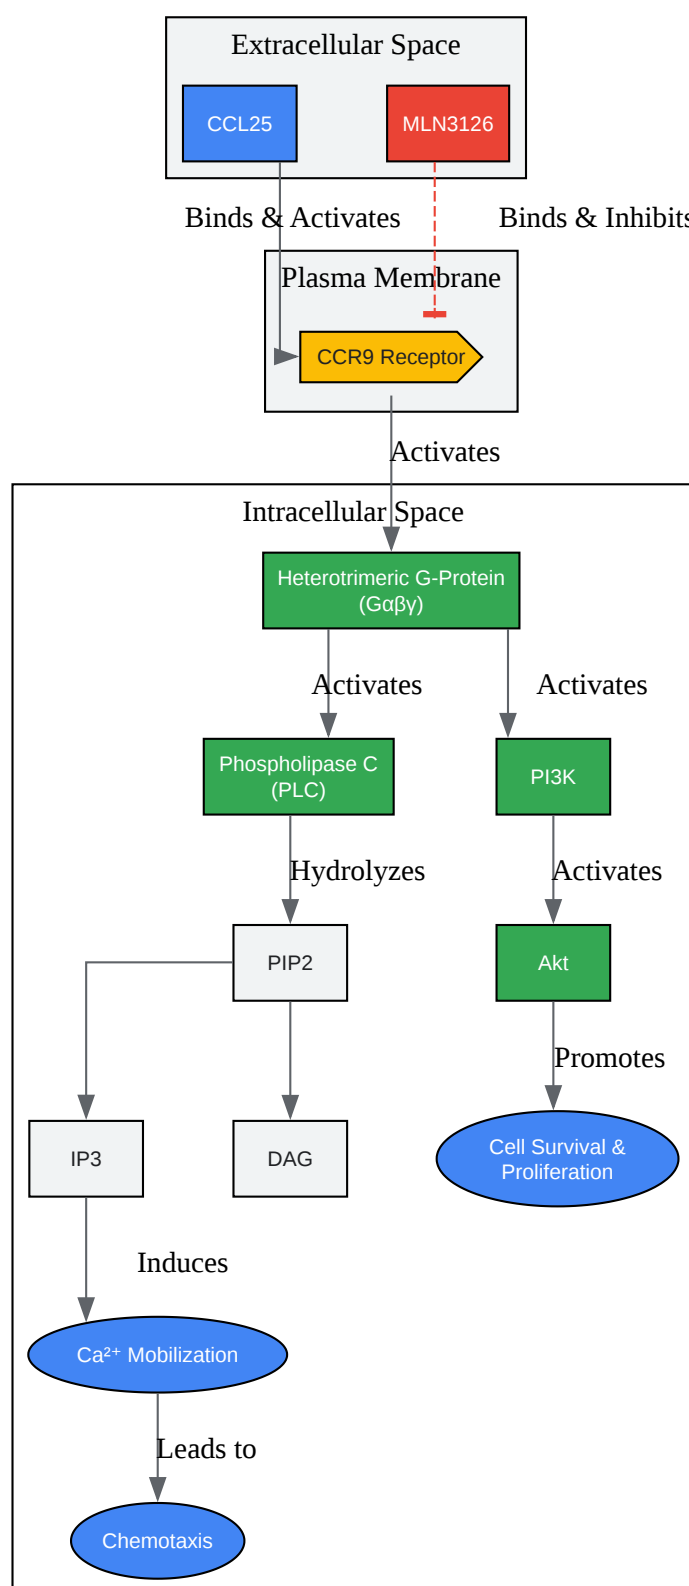 Extracellular Space
CCL25
MLN3126
Binds & Activates
Binds & Inhibits
Plasma Membrane
CCR9 Receptor
Activates
Intracellular Space
Heterotrimeric G-Protein
(Gαβγ)
Activates
Activates
Phospholipase C
(PLC)
PI3K
Hydrolyzes
Activates
PIP2
Akt
Promotes
IP3
DAG
Cell Survival &
Proliferation
Induces
Ca²⁺ Mobilization
Leads to
Chemotaxis